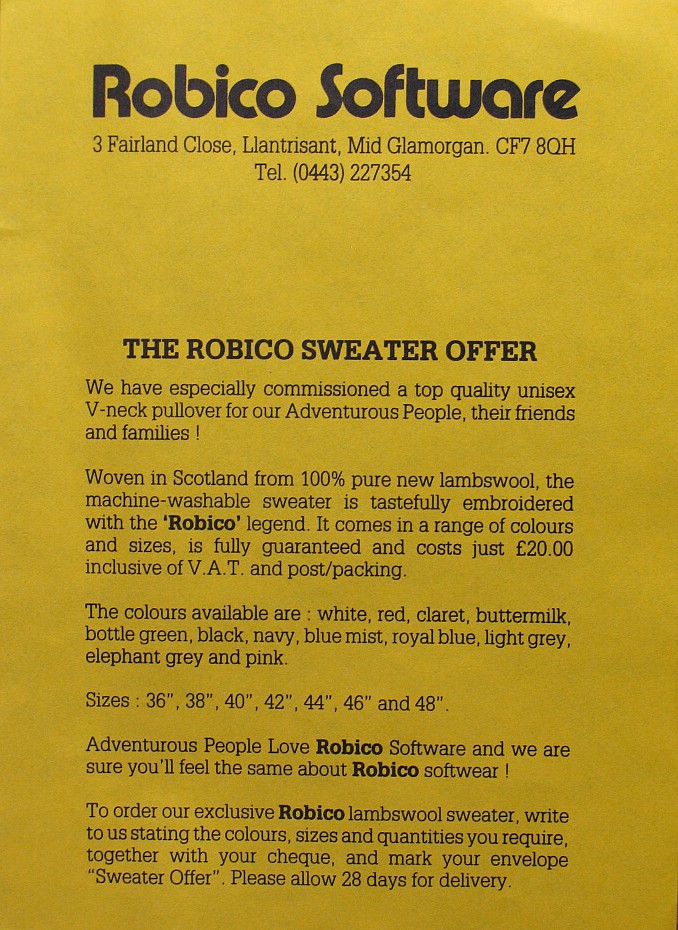 Robico Software
3 Fairland Close, Llantrisant, Mid Glamorgan. CF7 8QH
Tel. (0443) 227354
THE ROBICO SWEATER OFFER
We have especially commissioned a top quality unisex
V-neck pullover for our Adventurous People, their friends
and families !
Woven in Scotland from 100% pure new lambswool, the
machine-washable sweater is tastefully embroidered
with the ‘Robico’ legend. It comes in a range of colours
and sizes, is fully guaranteed and costs just £20.00
inclusive of V.A.T. and post/packing.
The colours available are : white, red, claret, buttermilk,
bottle green, black, navy, blue mist, royal blue, light grey,
elephant grey and pink.
Sizes : 36”, 38”, 40”, 42”, 44”, 46” and 48”.
Adventurous People Love Robico Software and we are
sure you’ll feel the same about Robico softwear !
To order our exclusive Robico lambswool sweater, write
to us stating the colours, sizes and quantities you require,
together with your cheque, and mark your envelope
“Sweater Offer”. Please allow 28 days for delivery.